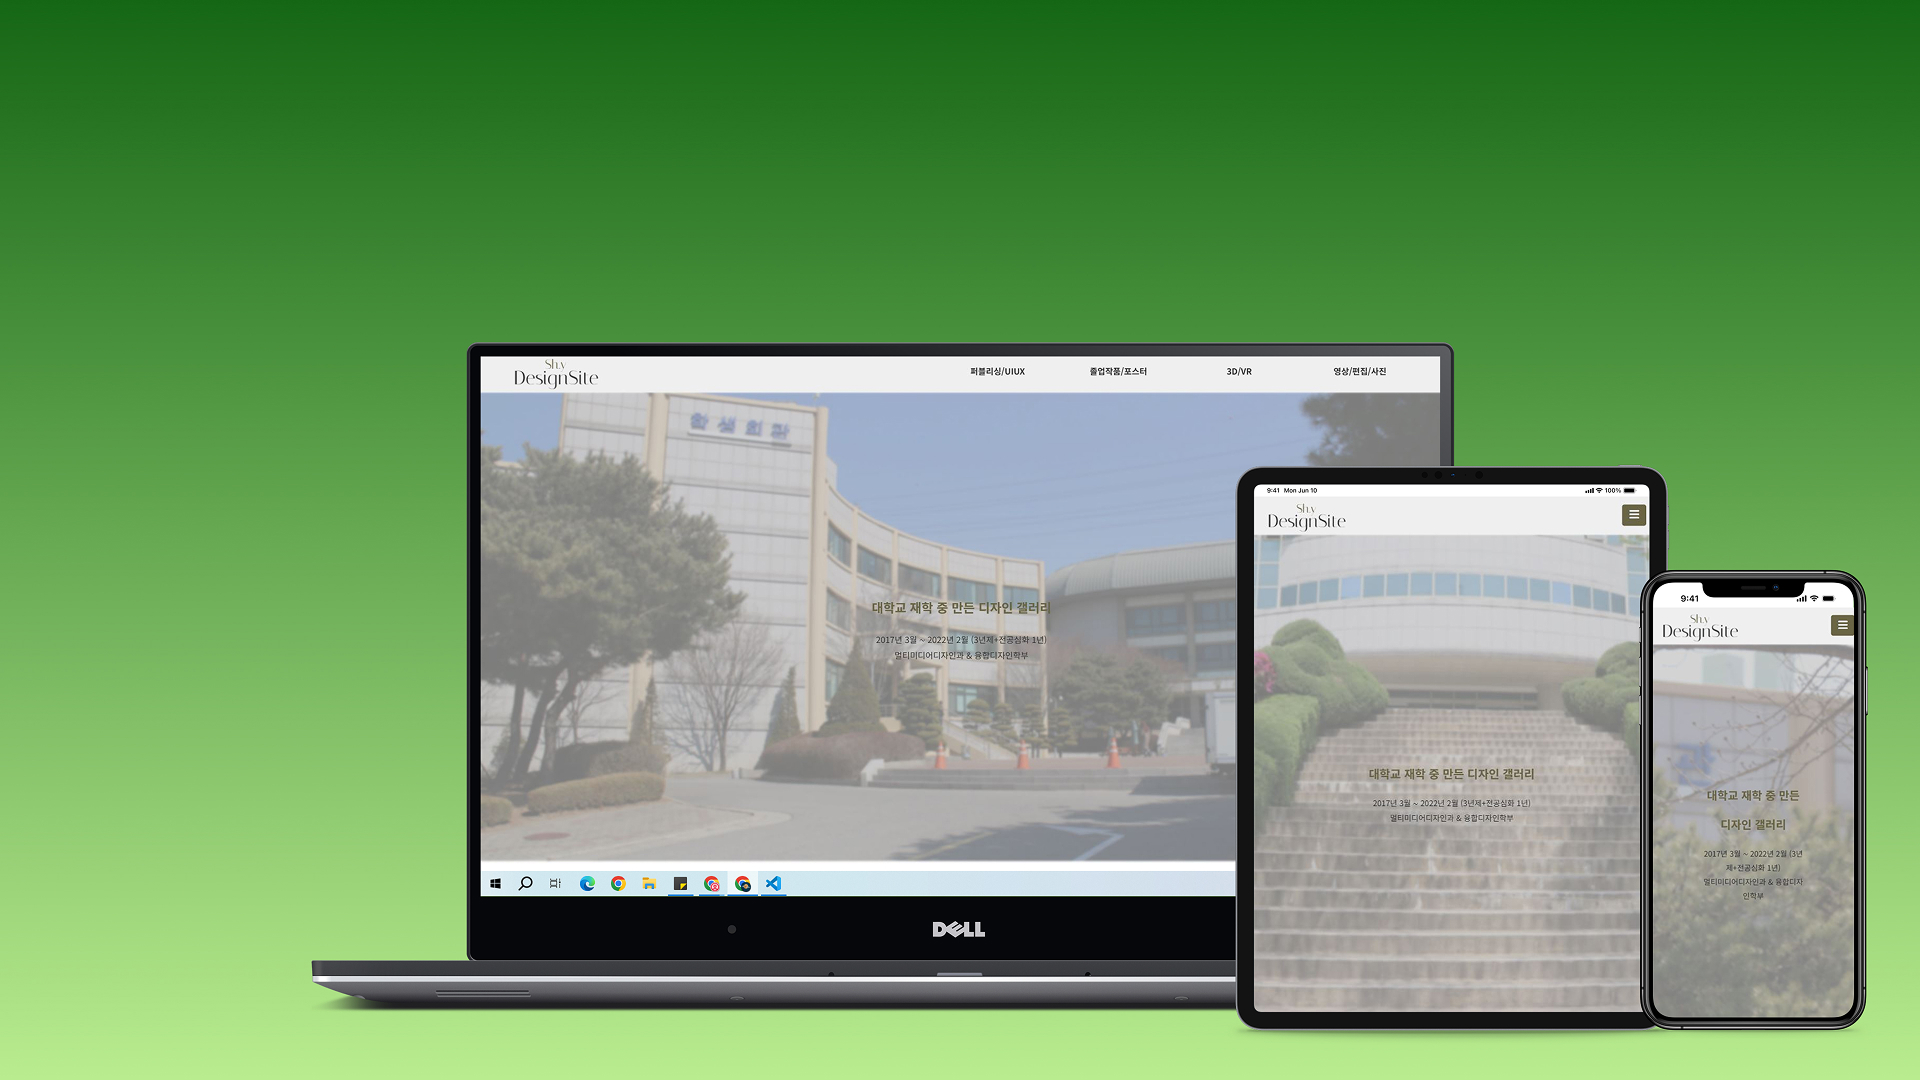 Sh.y
DesignSite
퍼블리싱/UIUX
졸업작품/포스터
3D/VR
영상/편집/사진
학생회관
대학교 재학 중 만든 디자인 갤러리
2017년 3월 ~ 2022년 2월 (3년제+전공심화 1년)
멀티미디어디자인과 & 융합디자인학부
DELL
9:41 Mon Jun 10
100%
Sh.y
DesignSite
대학교 재학 중 만든 디자인 갤러리
2017년 3월 ~ 2022년 2월 (3년제+전공심화 1년)
멀티미디어디자인과 & 융합디자인학부
9:41
Sh.y
DesignSite
대학교 재학 중 만든
디자인 갤러리
2017년 3월 ~ 2022년 2월 (3년
제+전공심화 1년)
멀티미디어디자인과 & 융합디자
인학부